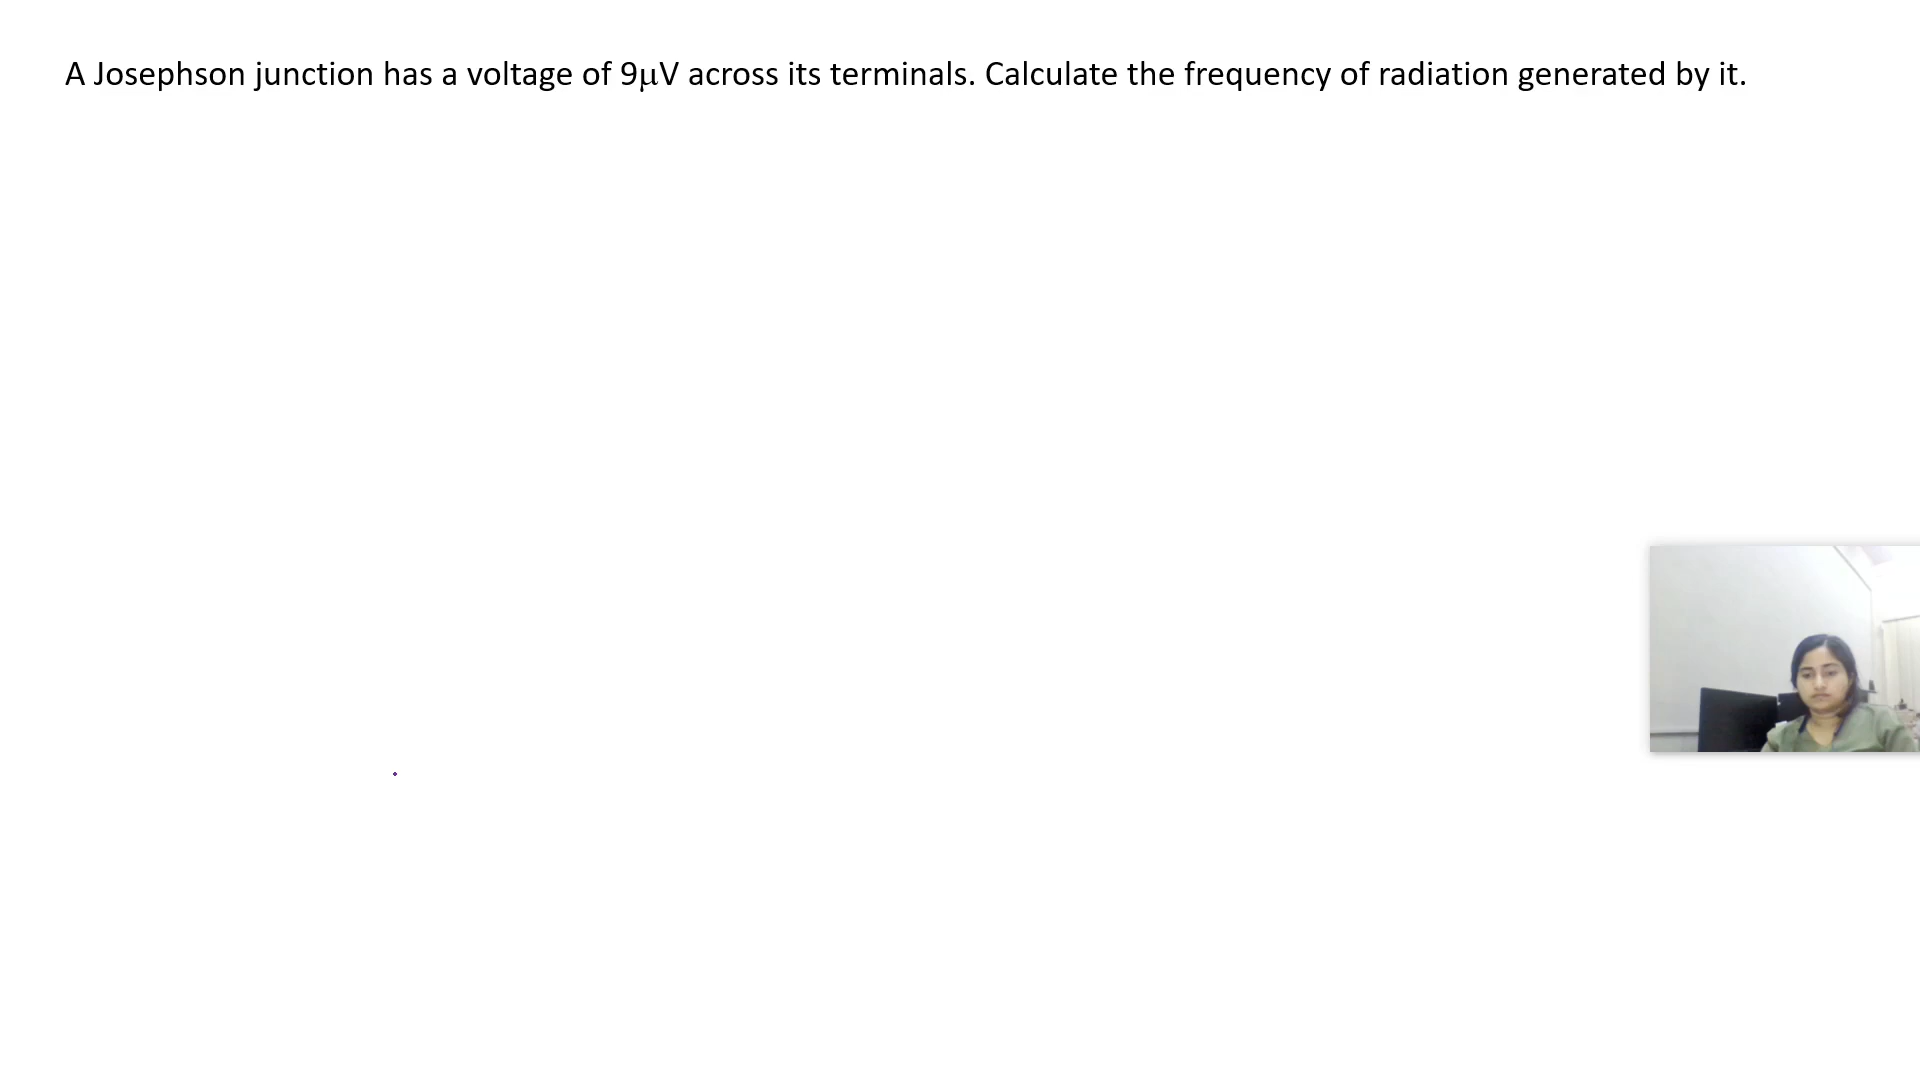 A Josephson junction has a voltage of 9μV across its terminals. Calculate the frequency of radiation generated by it.